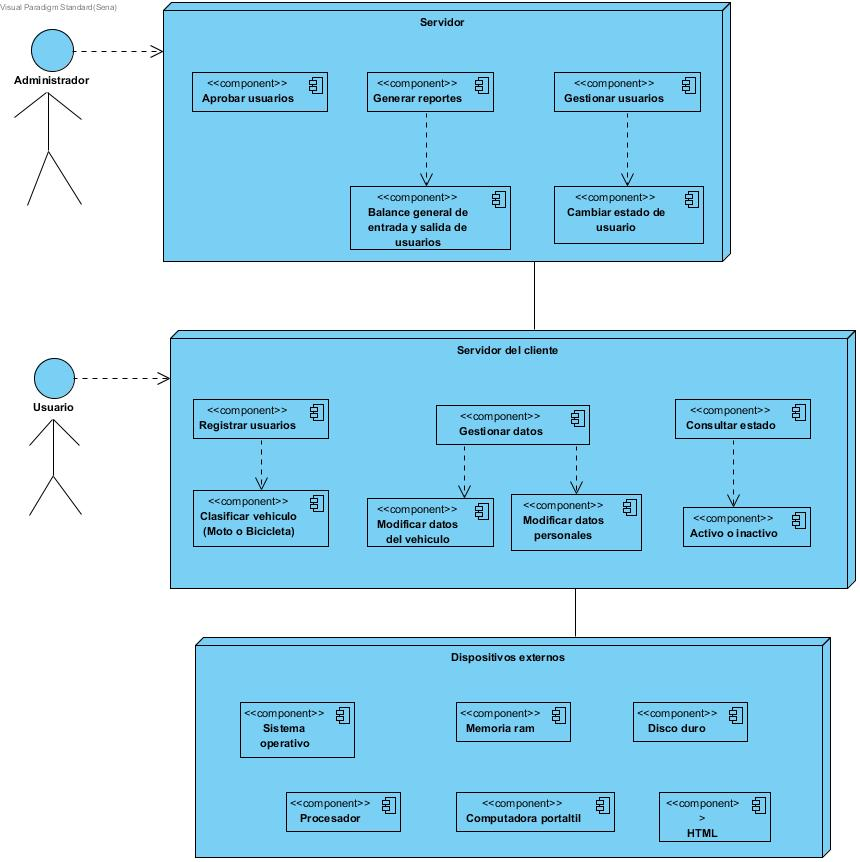 Visual Paradigm Standard(Sena)
Servidor
Administrador
<<component>>
Aprobar usuarios
<<component>>
Generar reportes
<<component>>
Gestionar usuarios
<<component>>
Balance general de
entrada y salida de
usuarios
<<component>>
Cambiar estado de
usuario
Servidor del cliente
Usuario
<<component>>
Registrar usuarios
<<component>>
Gestionar datos
<<component>>
Consultar estado
<<component>>
Clasificar vehiculo
(Moto o Bicicleta)
<<component>>
Modificar datos
del vehiculo
<<component>>
Modificar datos
personales
<<component>>
Activo o inactivo
Dispositivos externos
<<component>>
Sistema
operativo
<<component>>
Memoria ram
<<component>>
Disco duro
<<component>>
Procesador
<<component>>
Computadora portaltil
<<component>
>
HTML